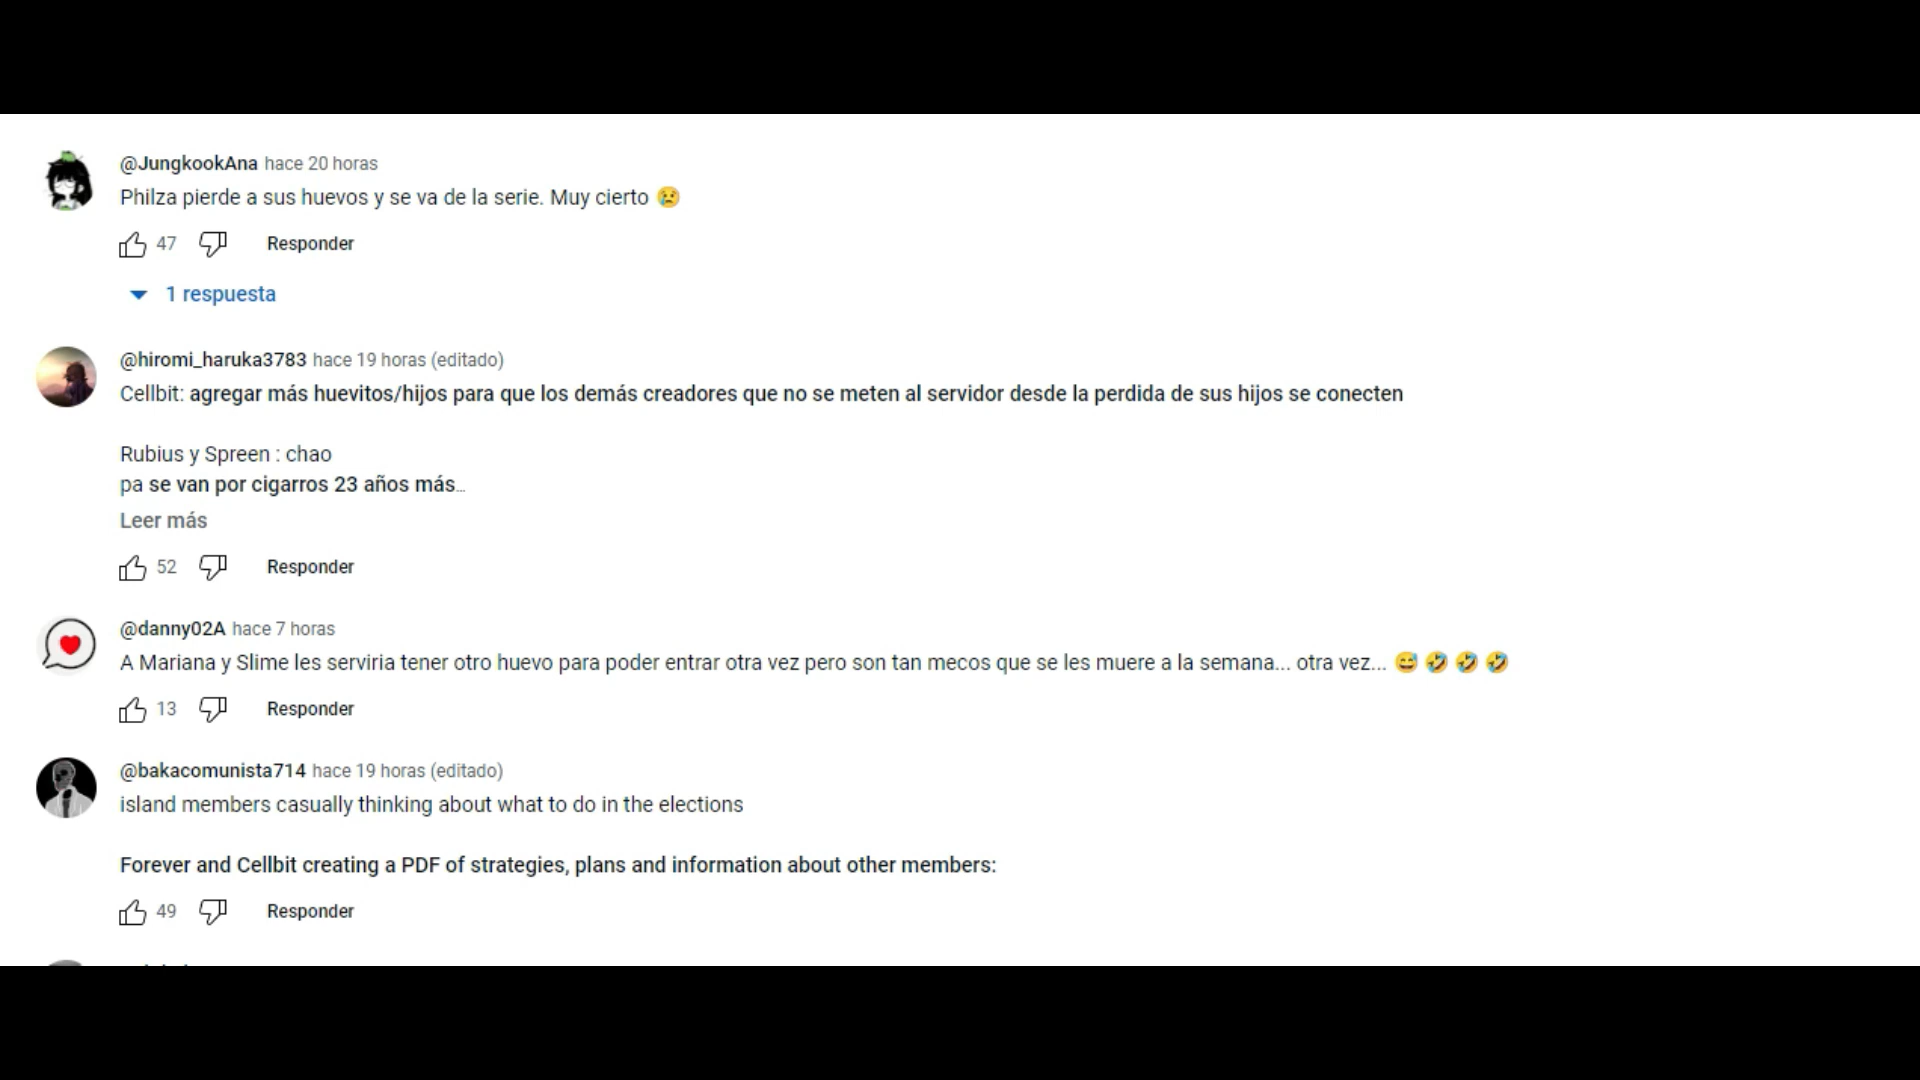 @JungkookAna hace 20 horas
Philza pierde a sus huevos y se va de la serie. Muy cierto 😢
47 Responder
1 respuesta
@hiromi_haruka3783 hace 19 horas (editado)
Cellbit: agregar más huevitos/hijos para que los demás creadores que no se meten al servidor desde la perdida de sus hijos se conecten
Rubius y Spreen : chao
pa se van por cigarros 23 años más...
Leer más
52 Responder
@danny02A hace 7 horas
A Mariana y Slime les serviria tener otro huevo para poder entrar otra vez pero son tan mecos que se les muere a la semana... otra vez... 😅 🤣 🤣 🤣
13 Responder
@bakacomunista714 hace 19 horas (editado)
island members casually thinking about what to do in the elections
Forever and Cellbit creating a PDF of strategies, plans and information about other members:
49 Responder